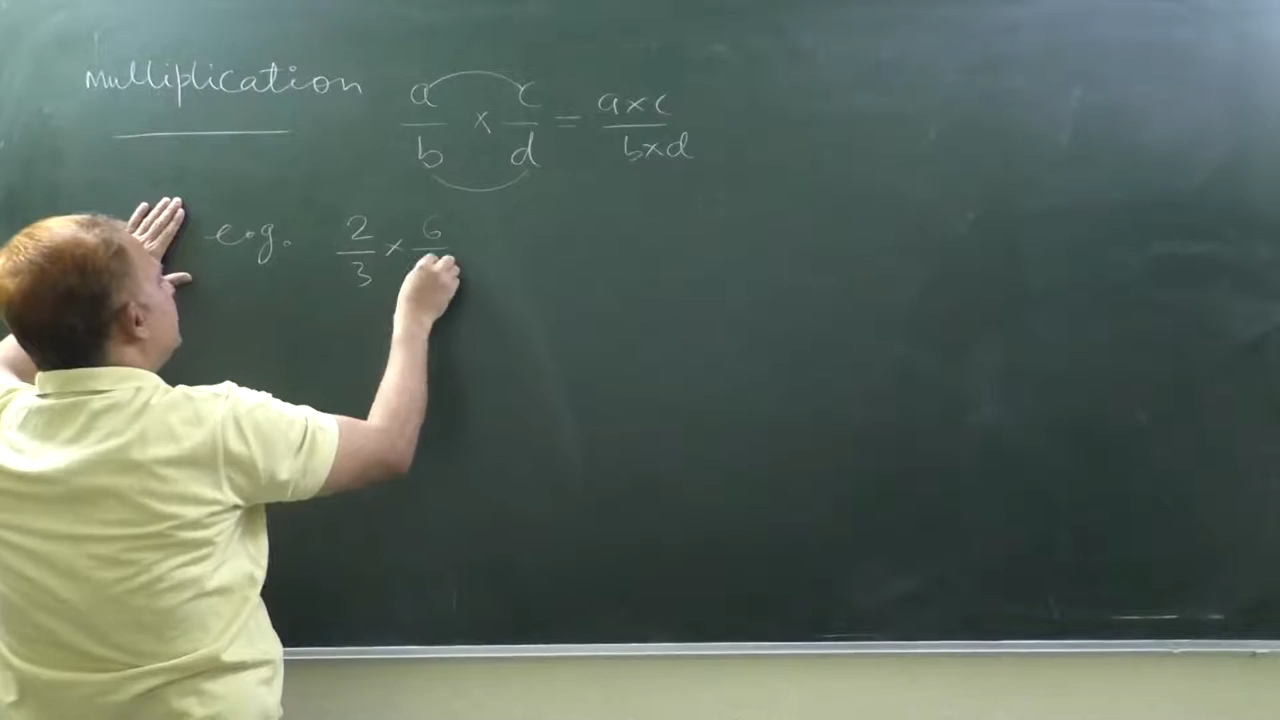 Multiplication a/b × c/d = a×c/b×d
e.g. 2/3 × 6/